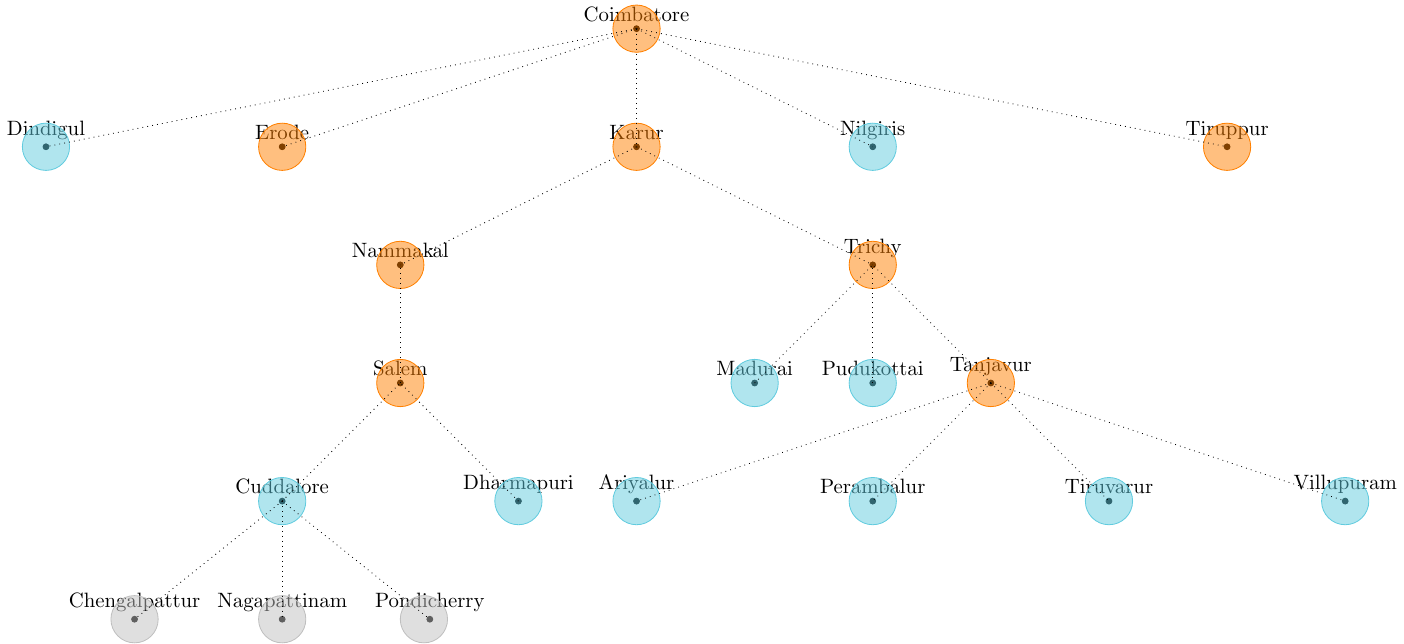 Coimbatore
Dindigul
Erode
Karur
Nilgiris
Tiruppur
Nammakal
Trichy
Salem
Madurai
Pudukottai
Tanjavur
Cuddalore
Dharmapuri
Ariyalur
Perambalur
Tiruvarur
Villupuram
Chengalpattur
Nagapattinam
Pondicherry